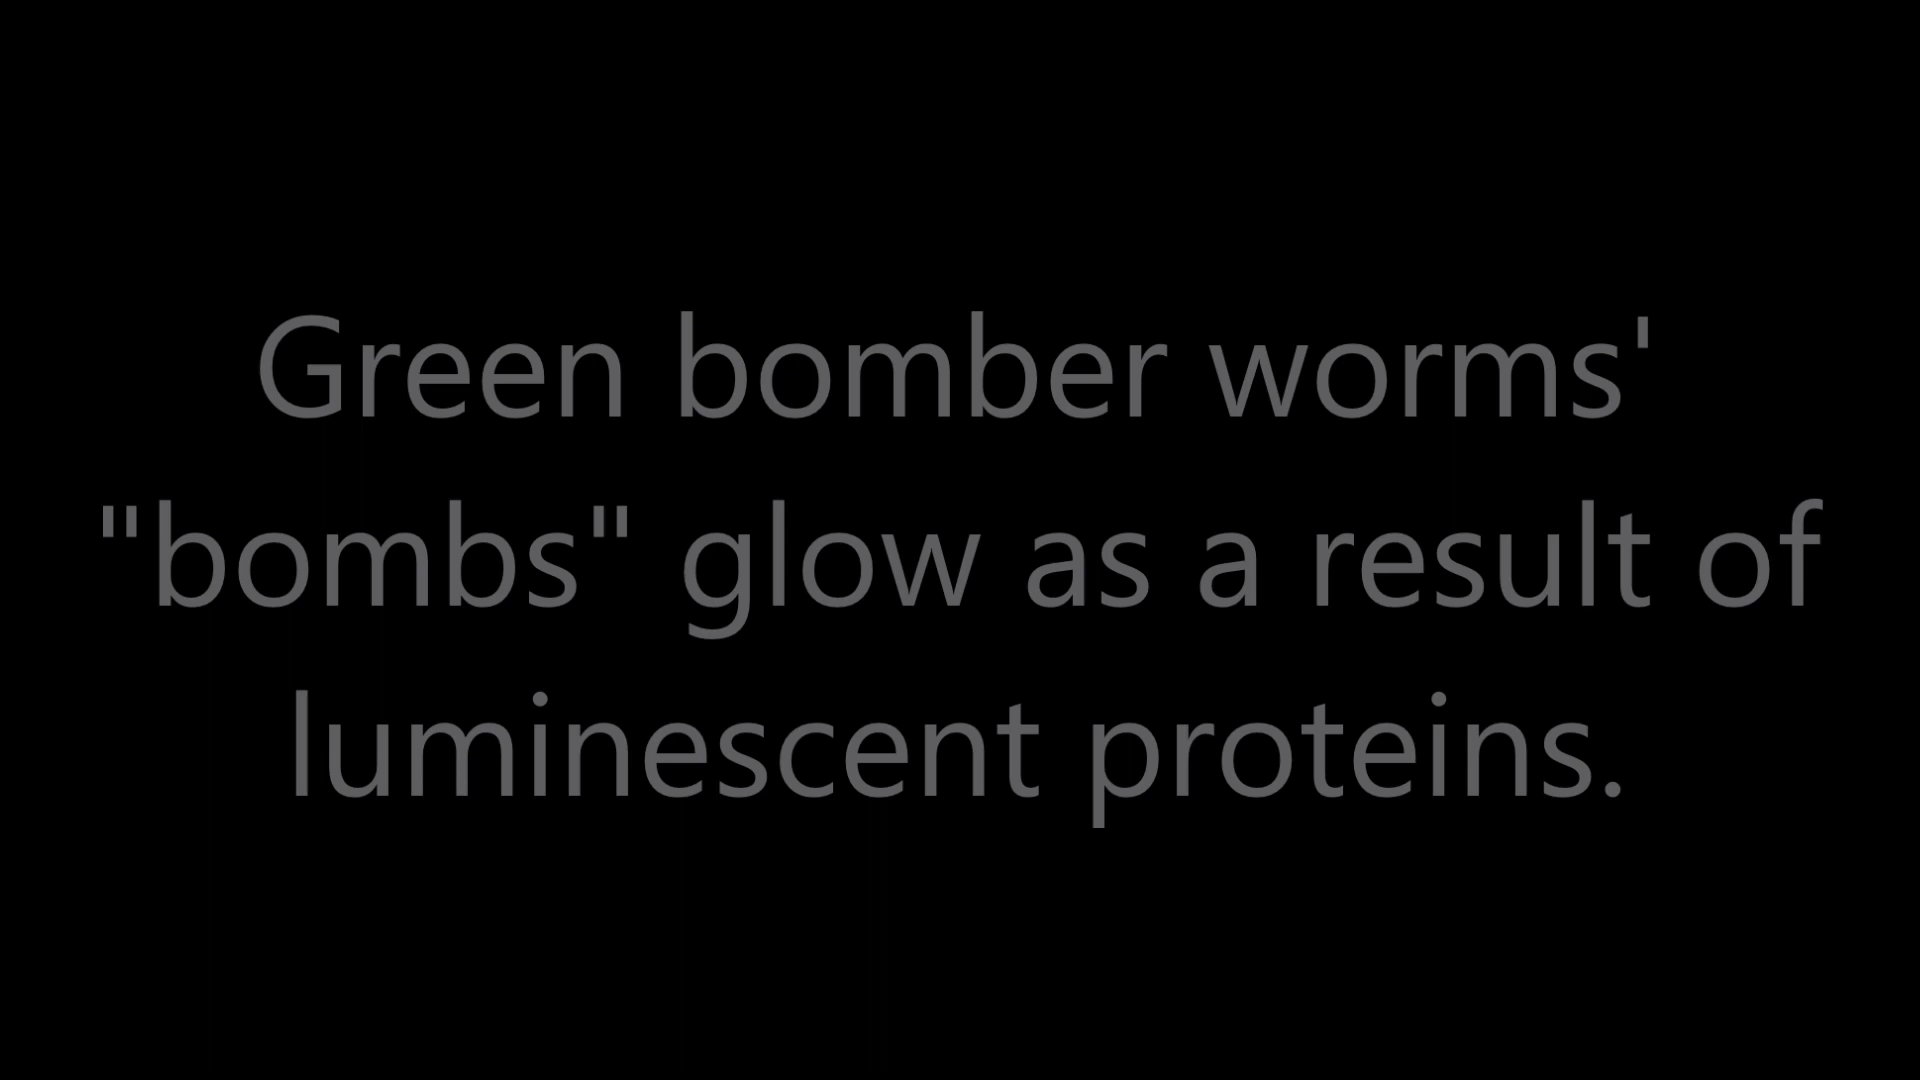 Green bomber worms'
"bombs" glow as a result of
luminescent proteins.